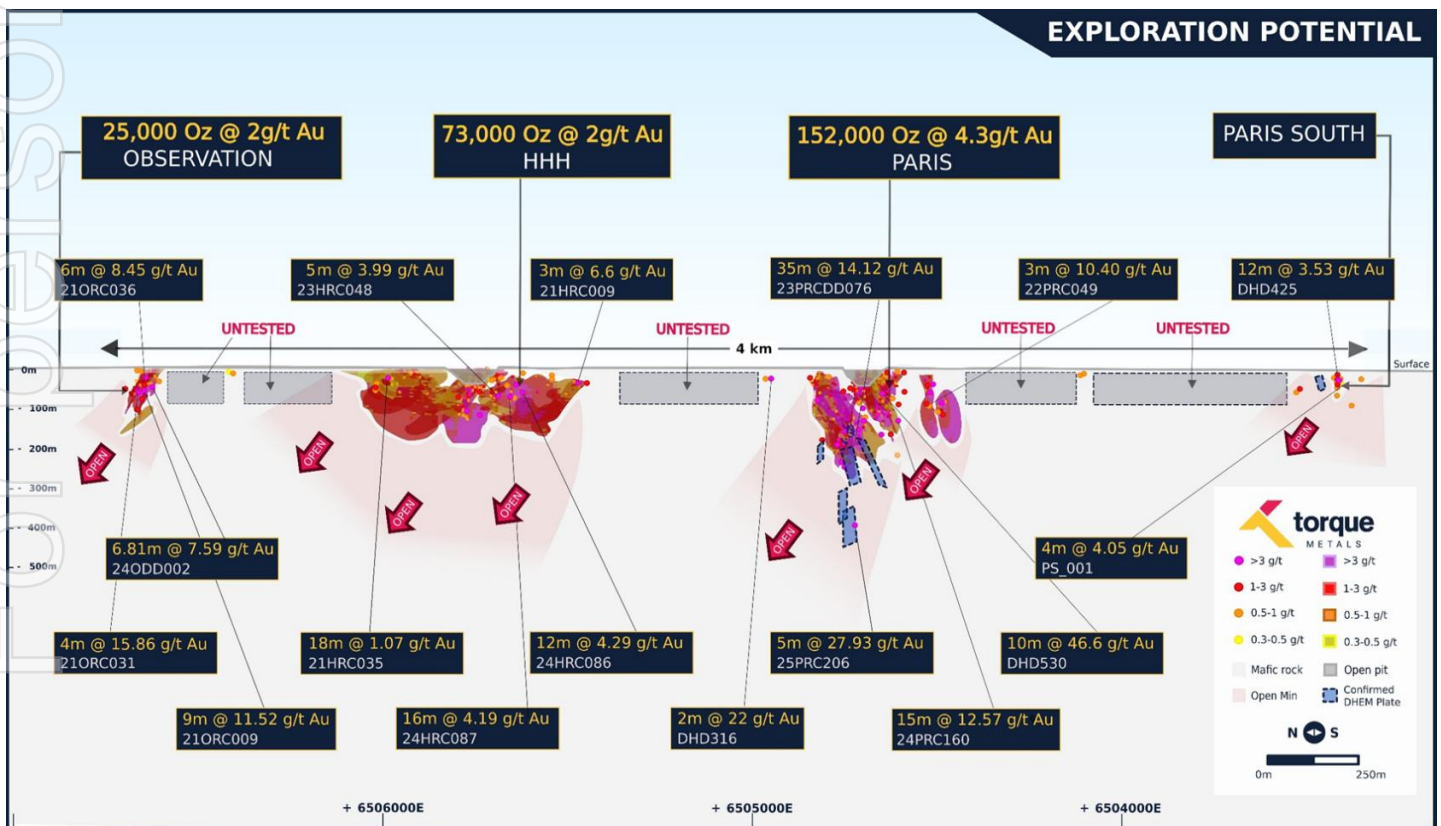 EXPLORATION POTENTIAL
25,000 Oz @ 2g/t Au
OBSERVATION
73,000 Oz @ 2g/t Au
HHH
152,000 Oz @ 4.3g/t Au
PARIS
PARIS SOUTH
6m @ 8.45 g/t Au
21ORC036
5m @ 3.99 g/t Au
23HRC048
3m @ 6.6 g/t Au
21HRC009
35m @ 14.12 g/t Au
23PRCDD076
3m @ 10.40 g/t Au
22PRC049
12m @ 3.53 g/t Au
DHD425
UNTESTED
UNTESTED
UNTESTED
UNTESTED
4 km
Surface
0m
100m
200m
300m
400m
500m
OPEN
OPEN
OPEN
OPEN
OPEN
OPEN
OPEN
6.81m @ 7.59 g/t Au
24ODD002
4m @ 4.05 g/t Au
PS_001
4m @ 15.86 g/t Au
21ORC031
18m @ 1.07 g/t Au
21HRC035
12m @ 4.29 g/t Au
24HRC086
5m @ 27.93 g/t Au
25PRC206
10m @ 46.6 g/t Au
DHD530
9m @ 11.52 g/t Au
21ORC009
16m @ 4.19 g/t Au
24HRC087
2m @ 22 g/t Au
DHD316
15m @ 12.57 g/t Au
24PRC160
torque
METALS
>3 g/t
>3 g/t
1-3 g/t
1-3 g/t
0.5-1 g/t
0.5-1 g/t
0.3-0.5 g/t
0.3-0.5 g/t
Mafic rock
Open pit
Open Min
Confirmed
DHEM Plate
N S
0m 250m
+ 6506000E
+ 6505000E
+ 6504000E